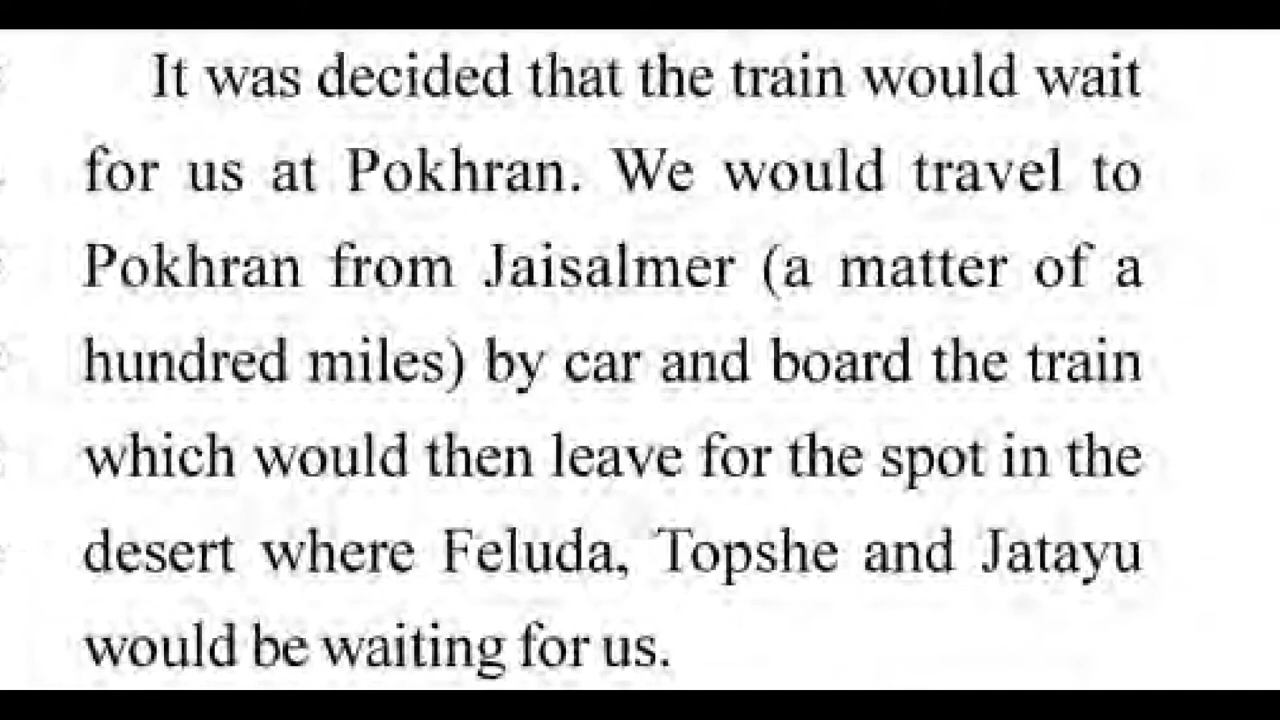 It was decided that the train would wait
for us at Pokhran. We would travel to
Pokhran from Jaisalmer (a matter of a
hundred miles) by car and board the train
which would then leave for the spot in the
desert where Feluda, Topshe and Jatayu
would be waiting for us.